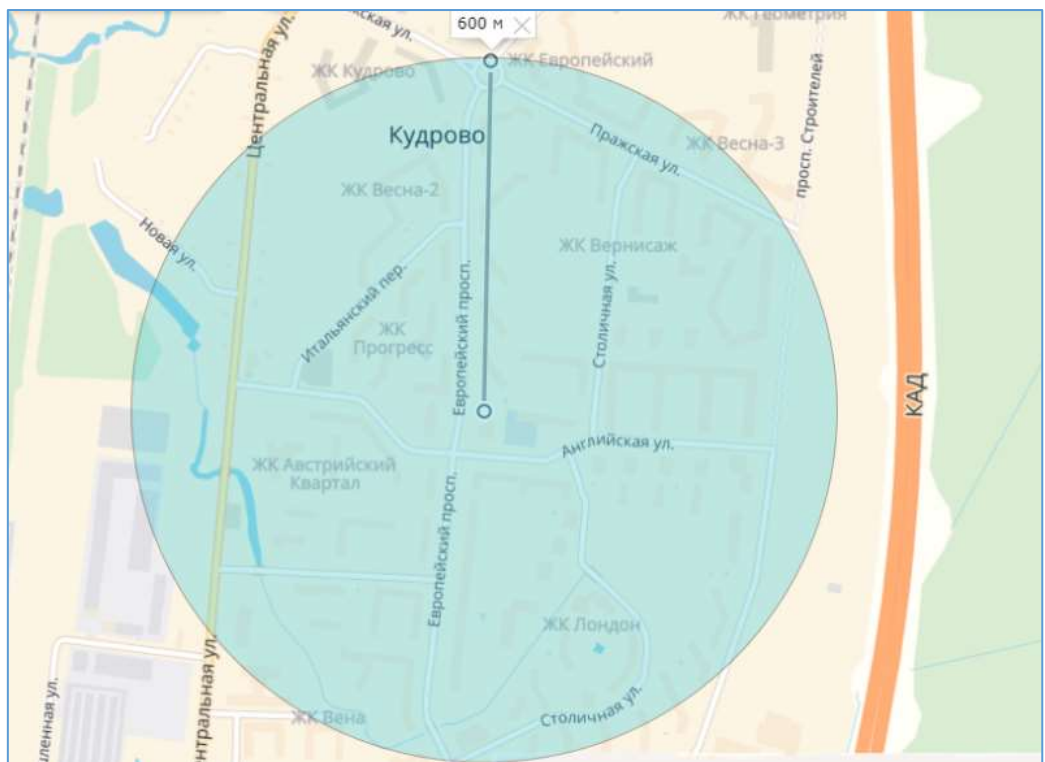 600 м
ЖК Геометрия
ЖК Европейский
ЖК Кудрово
Центральная ул.
Кудрово
Пражская ул.
ЖК Весна-3
просп. Строителей
ЖК Весна-2
Новая ул.
ЖК Вернисаж
Итальянский пер.
Европейский просп.
Столичная ул.
ЖК
Прогресс
КАД
Английская ул.
ЖК Австрийский
Квартал
Европейский просп.
ЖК Лондон
Столичная ул.
ЖК Вена